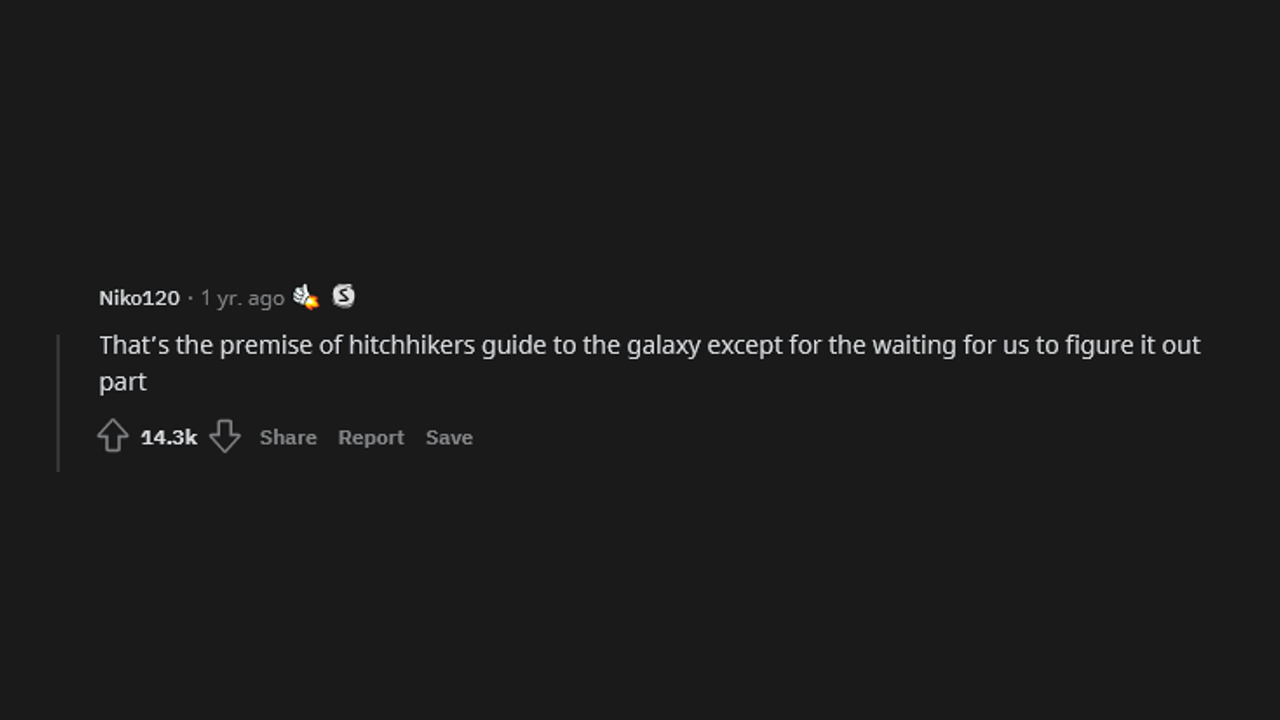 Niko120 · 1 yr. ago
That’s the premise of hitchhikers guide to the galaxy except for the waiting for us to figure it out
part
14.3k Share Report Save